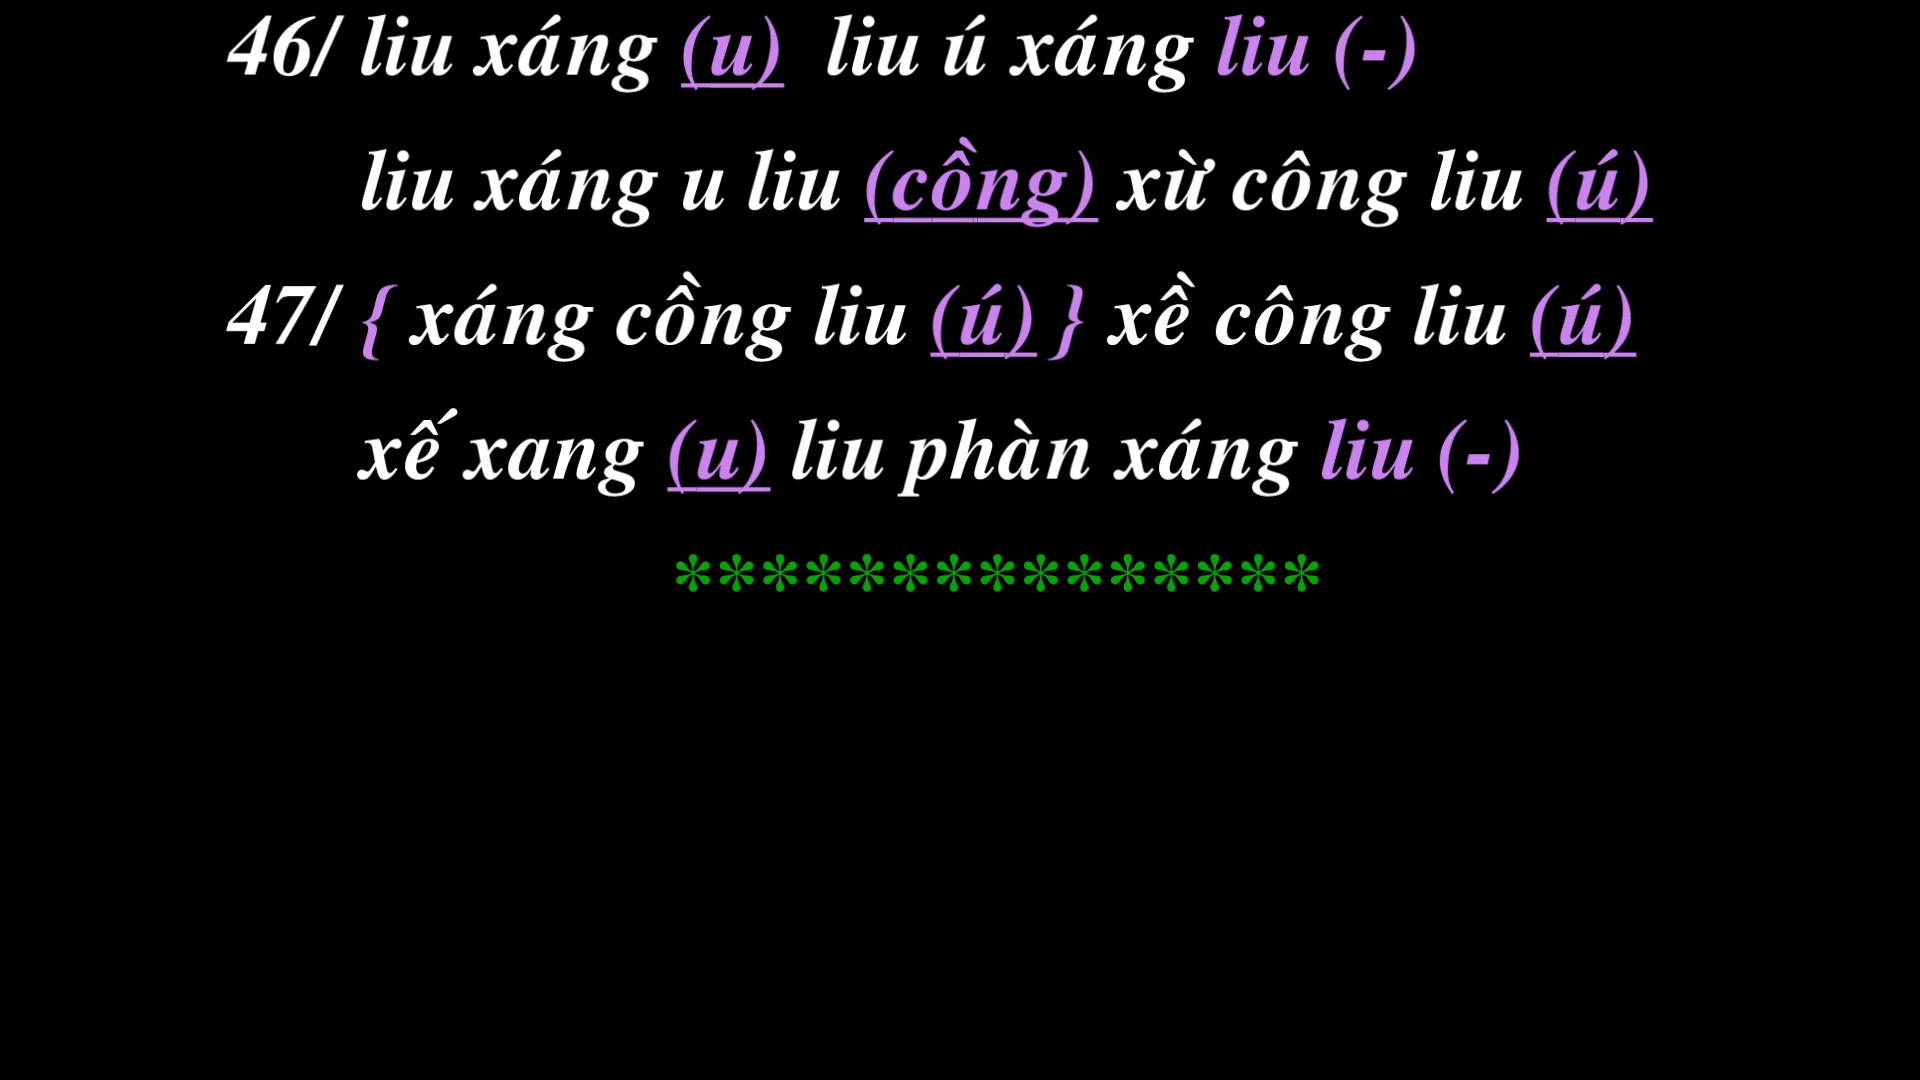 46/ liu xáng (u) liu ú xáng liu (-)
liu xáng u liu (cồng) xừ công liu (ú)
47/ { xáng cồng liu (ú) } xề công liu (ú)
xế xang (u) liu phàn xáng liu (-)
***************